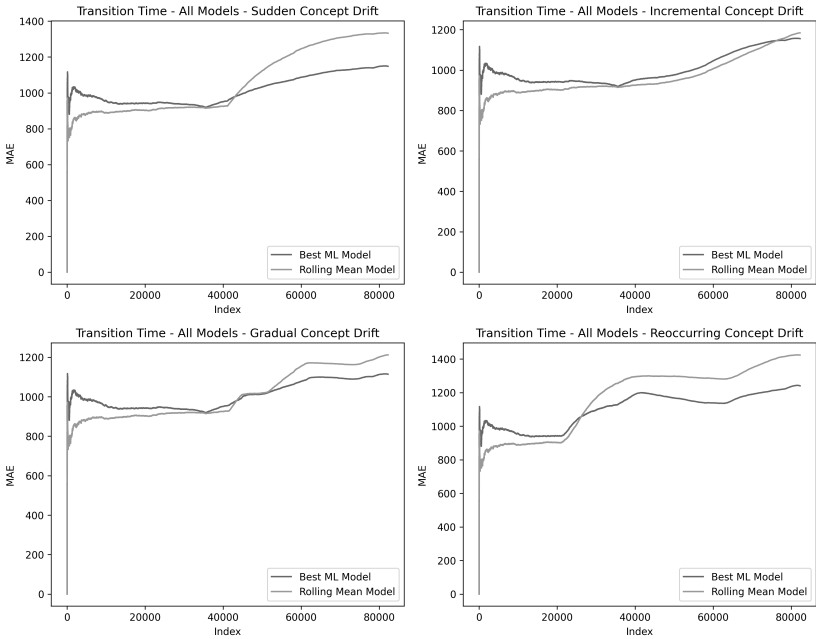 Transition Time - All Models - Sudden Concept Drift
MAE
1400
1200
1000
800
600
400
200
0
0 20000 40000 60000 80000
Index
Best ML Model
Rolling Mean Model
Transition Time - All Models - Incremental Concept Drift
MAE
1200
1000
800
600
400
200
0
0 20000 40000 60000 80000
Index
Best ML Model
Rolling Mean Model
Transition Time - All Models - Gradual Concept Drift
MAE
1200
1000
800
600
400
200
0
0 20000 40000 60000 80000
Index
Best ML Model
Rolling Mean Model
Transition Time - All Models - Reoccurring Concept Drift
MAE
1400
1200
1000
800
600
400
200
0
0 20000 40000 60000 80000
Index
Best ML Model
Rolling Mean Model